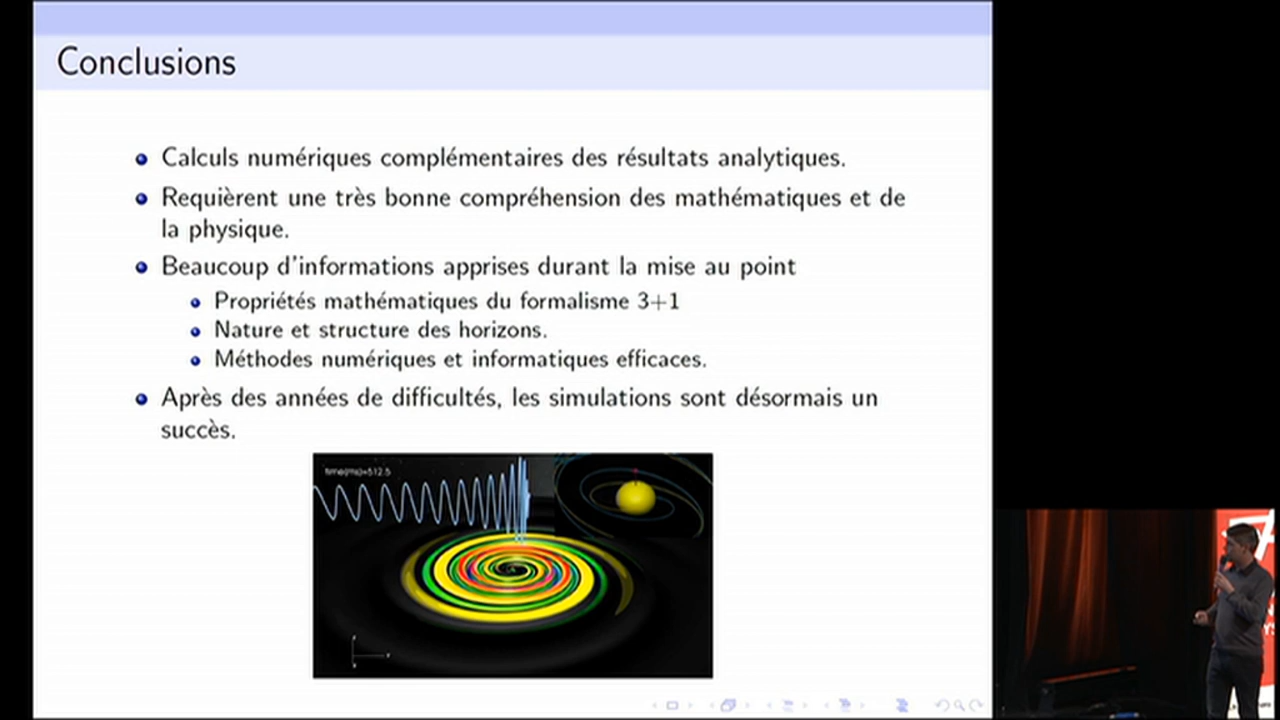 Conclusions
Calculs numériques complémentaires des résultats analytiques.
Requièrent une très bonne compréhension des mathématiques et de
la physique.
Beaucoup d'informations apprises durant la mise au point
Propriétés mathématiques du formalisme 3+1
Nature et structure des horizons.
Méthodes numériques et informatiques efficaces.
Après des années de difficultés, les simulations sont désormais un
succès.
time(ms)=512.5